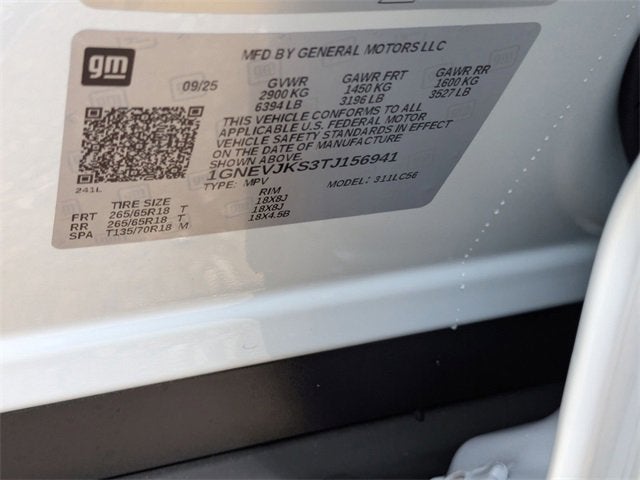 gm
MFD BY GENERAL MOTORS LLC
09/25 GVWR GAWR FRT GAWR RR
2900 KG 1450 KG 1600 KG
6394 LB 3196 LB 3527 LB
THIS VEHICLE CONFORMS TO ALL
APPLICABLE U.S. FEDERAL MOTOR
VEHICLE SAFETY STANDARDS IN EFFECT
ON THE DATE OF MANUFACTURE
SHOWN ABOVE.
1GNEVJKS3TJ156941
TYPE: MPV MODEL: 311LC56
241L
TIRE SIZE RIM
FRT 265/65R18 T 18X8J
RR 265/65R18 T 18X8J
SPA T135/70R18 M 18X4.5B